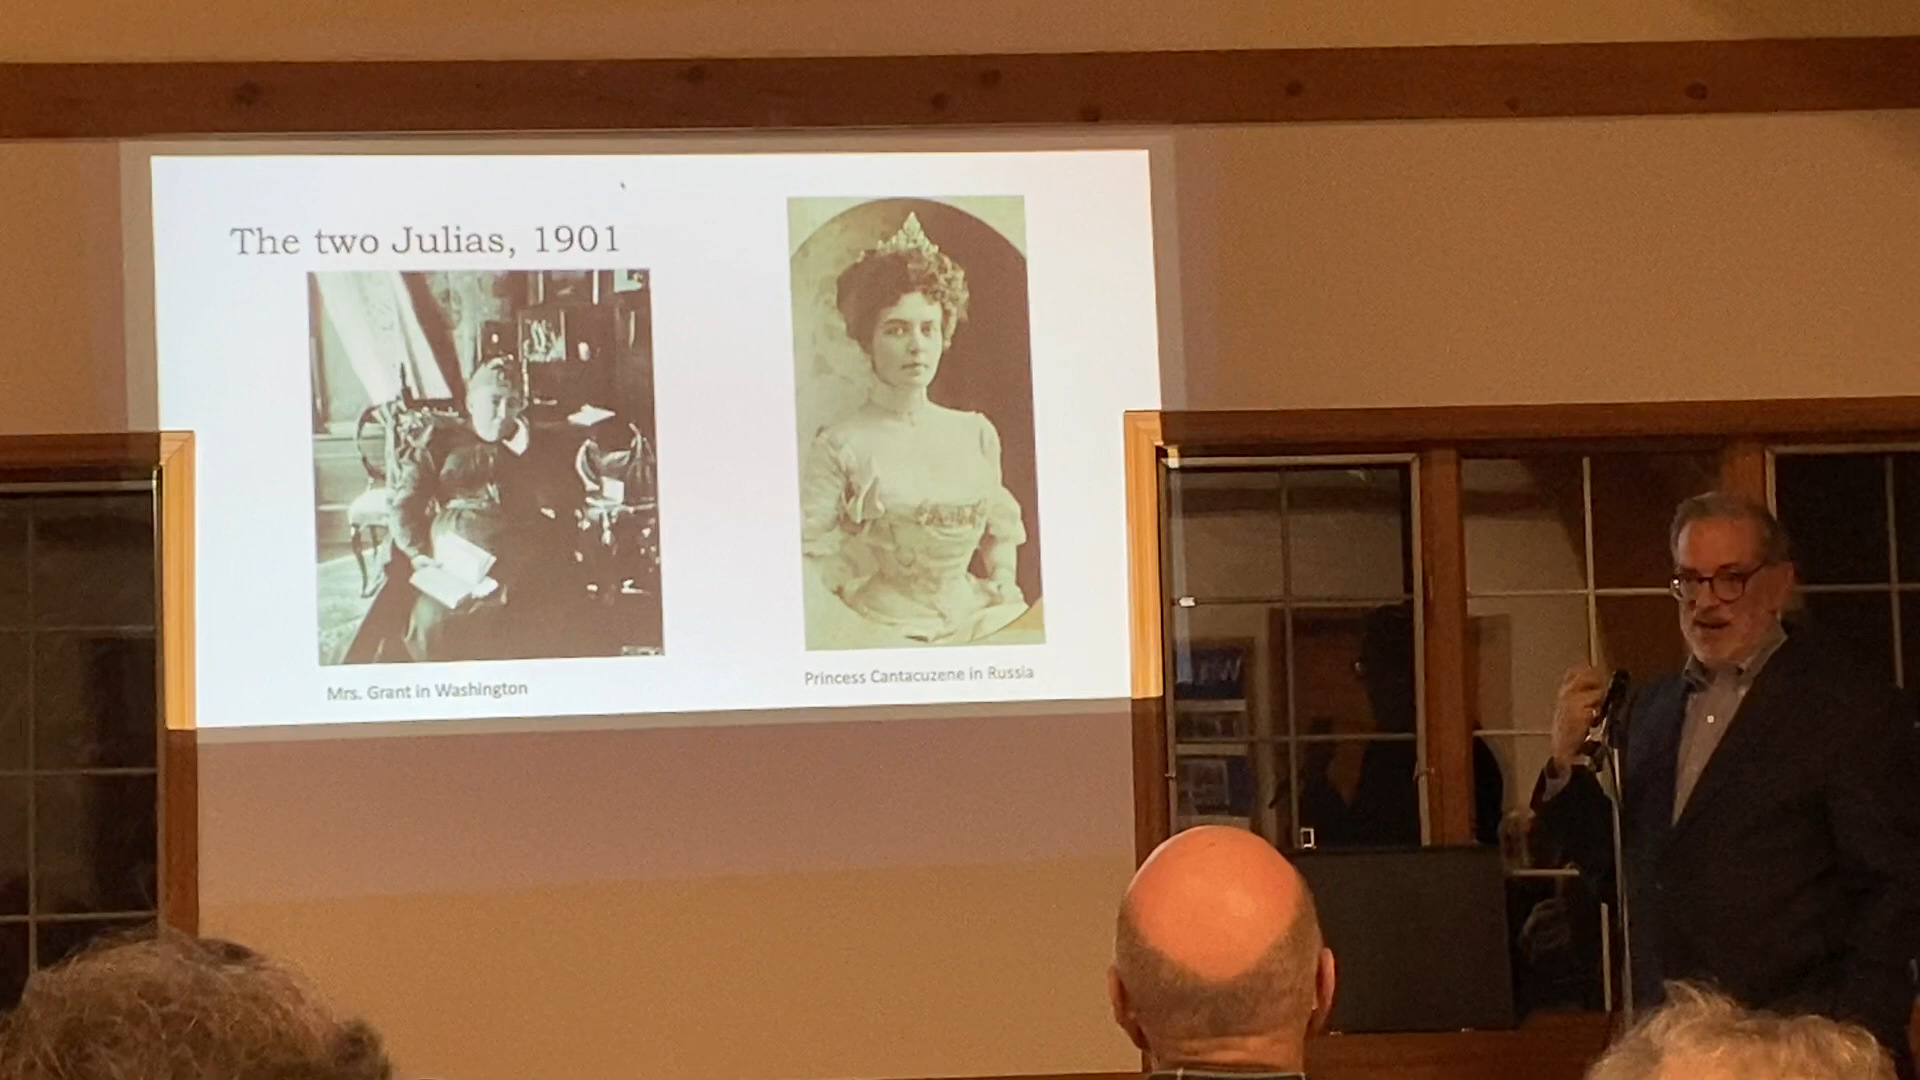 The two Julias, 1901
Mrs. Grant in Washington
Princess Cantacuzene in Russia